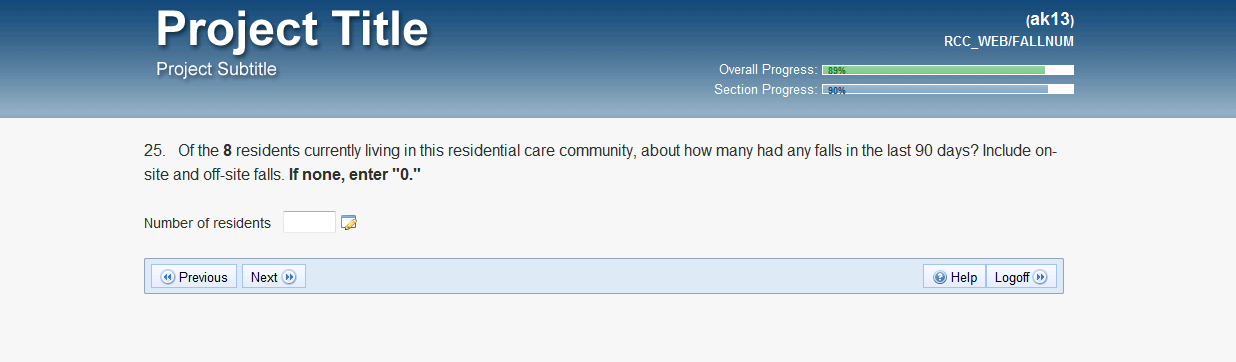 Project Title
Project Subtitle
(ak13)
RCC_WEB/FALLNUM
Overall Progress: 89%
Section Progress: 90%
25. Of the 8 residents currently living in this residential care community, about how many had any falls in the last 90 days? Include on-
site and off-site falls. If none, enter "0."
Number of residents
Previous Next Help Logoff